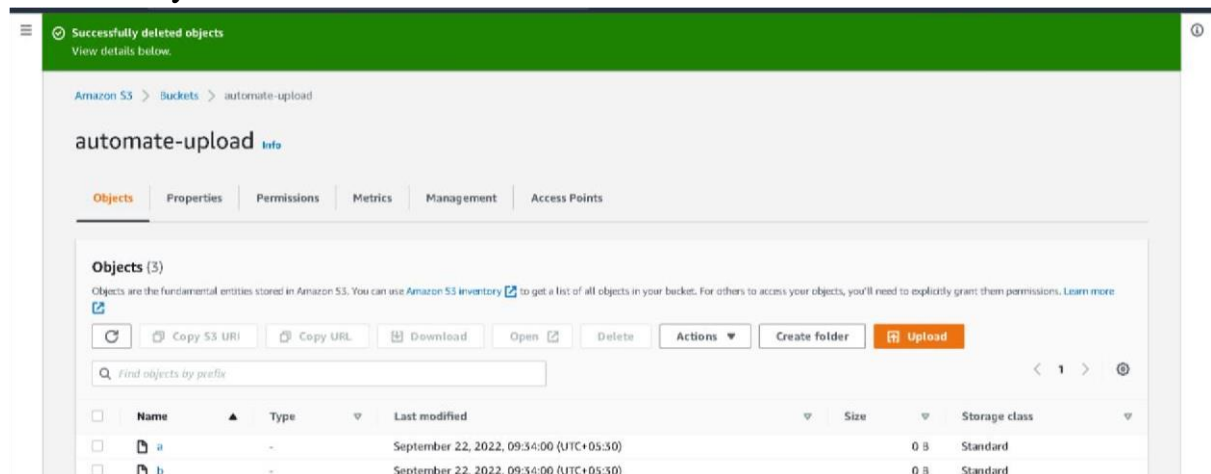 Successfully deleted objects
View details below.
Amazon S3 > Buckets > automate-upload
automate-upload Info
Objects Properties Permissions Metrics Management Access Points
Objects (3)
Objects are the fundamental entities stored in Amazon S3. You can use Amazon S3 inventory to get a list of all objects in your bucket. For others to access your objects, you'll need to explicitly grant them permissions. Learn more
Copy S3 URI Copy URL Download Open Delete Actions Create folder Upload
Find objects by prefix < 1 >
Name Type Last modified Size Storage class
a - September 22, 2022, 09:34:00 (UTC+05:30) 0 B Standard
b - September 22, 2022, 09:34:00 (UTC+05:30) 0 B Standard